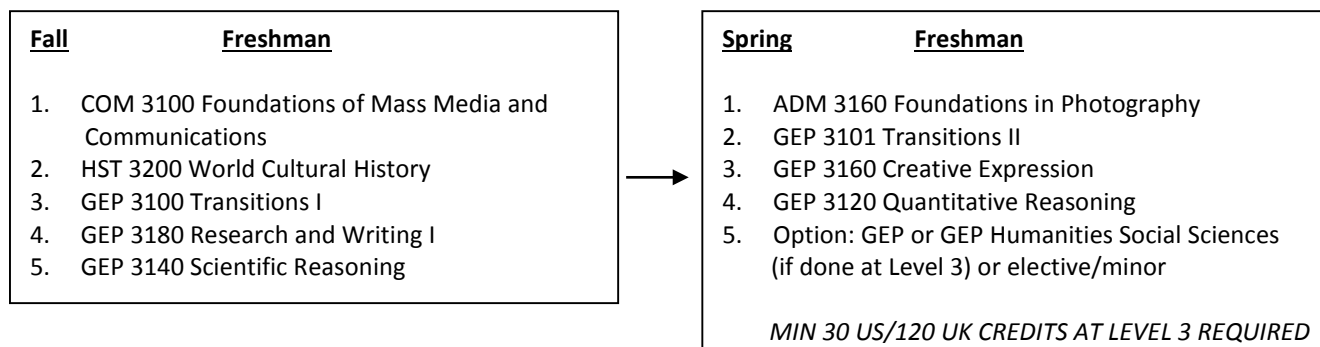 Fall Freshman
1. COM 3100 Foundations of Mass Media and
Communications
2. HST 3200 World Cultural History
3. GEP 3100 Transitions I
4. GEP 3180 Research and Writing I
5. GEP 3140 Scientific Reasoning
Spring Freshman
1. ADM 3160 Foundations in Photography
2. GEP 3101 Transitions II
3. GEP 3160 Creative Expression
4. GEP 3120 Quantitative Reasoning
5. Option: GEP or GEP Humanities Social Sciences
(if done at Level 3) or elective/minor
MIN 30 US/120 UK CREDITS AT LEVEL 3 REQUIRED